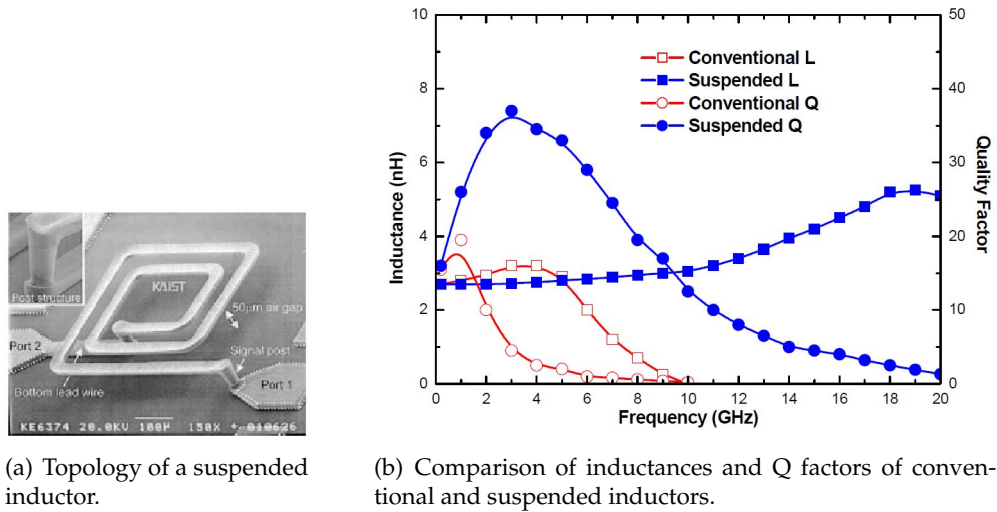 Post structure
KAIST
50μm air gap
Port 2
Signal post
Bottom lead wire
Port 1
KE6374 20.0KV 100μm 150X + 010626
(a) Topology of a suspended
inductor.
10
8
6
4
2
0
Inductance (nH)
Conventional L
Suspended L
Conventional Q
Suspended Q
50
40
30
20
10
0
Quality Factor
0 2 4 6 8 10 12 14 16 18 20
Frequency (GHz)
(b) Comparison of inductances and Q factors of conven-
tional and suspended inductors.